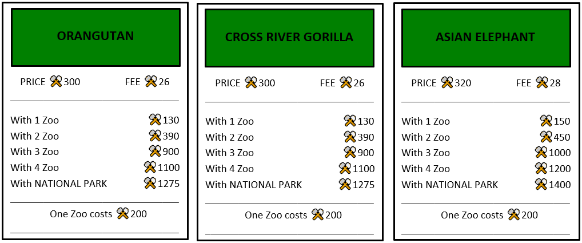 ORANGUTAN
PRICE 300 FEE 26
With 1 Zoo 130
With 2 Zoo 390
With 3 Zoo 900
With 4 Zoo 1100
With NATIONAL PARK 1275
One Zoo costs 200
CROSS RIVER GORILLA
PRICE 300 FEE 26
With 1 Zoo 130
With 2 Zoo 390
With 3 Zoo 900
With 4 Zoo 1100
With NATIONAL PARK 1275
One Zoo costs 200
ASIAN ELEPHANT
PRICE 320 FEE 28
With 1 Zoo 150
With 2 Zoo 450
With 3 Zoo 1000
With 4 Zoo 1200
With NATIONAL PARK 1400
One Zoo costs 200